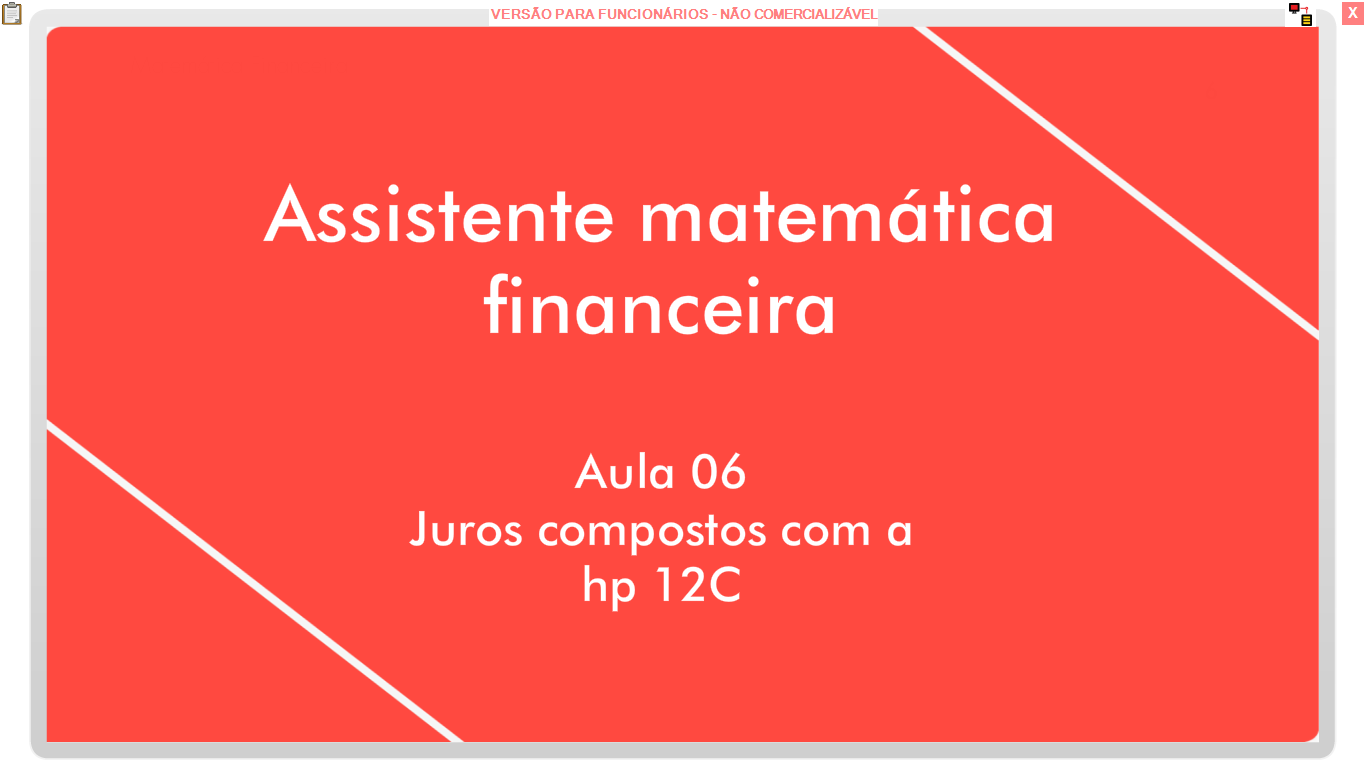 VERSÃO PARA FUNCIONÁRIOS - NÃO COMERCIALIZÁVEL
X
Assistente matemática
financeira
Aula 06
Juros compostos com a
hp 12C